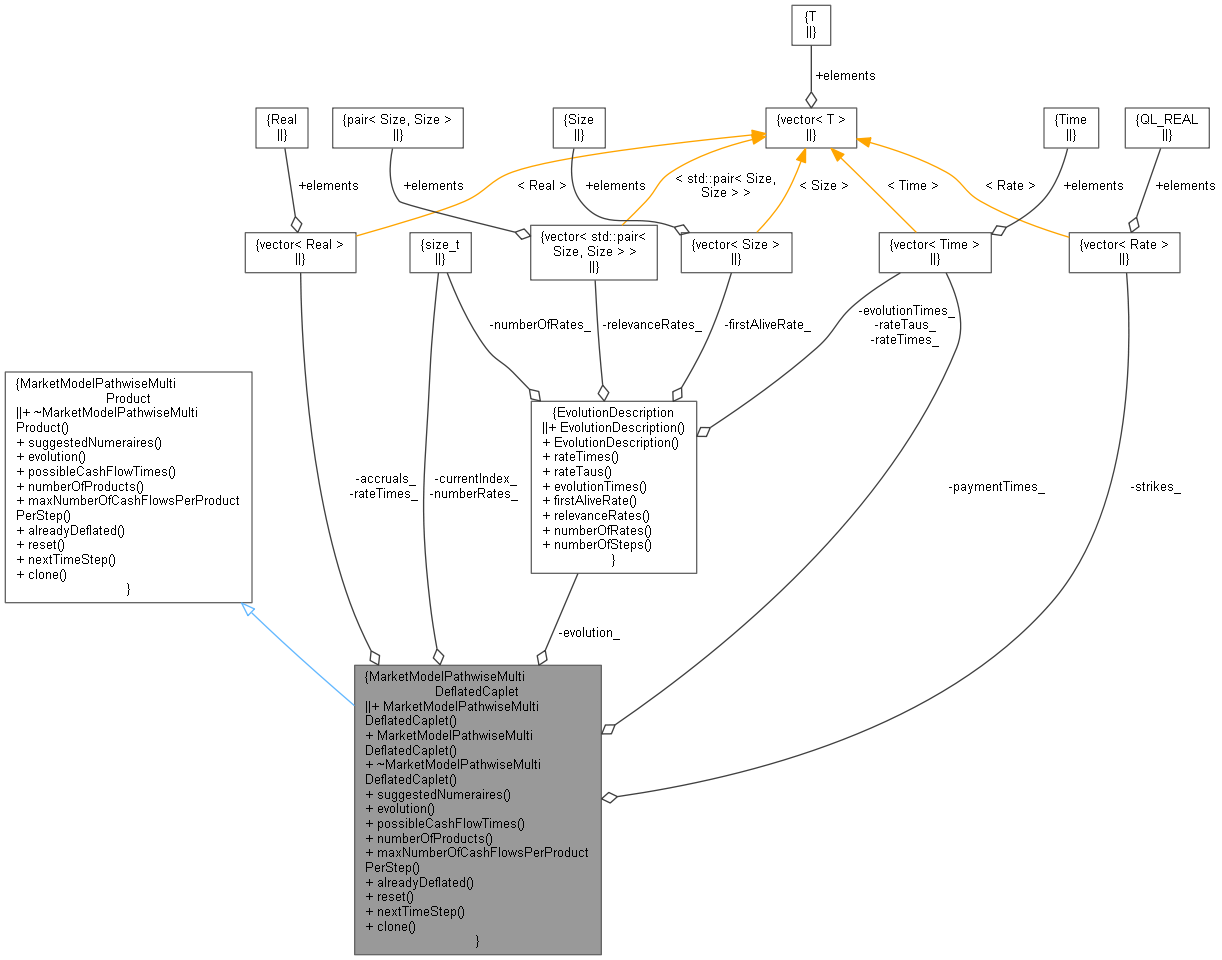 {T
||}
+elements
{Real
||}
{pair< Size, Size >
||}
{Size
||}
{vector< T >
||}
{Time
||}
{QL_REAL
||}
+elements
+elements
< Real >
+elements
< std::pair< Size,
Size > >
< Size >
< Time >
< Rate >
+elements
+elements
{vector< Real >
||}
{size_t
||}
{vector< std::pair<
Size, Size > >
||}
{vector< Size >
||}
{vector< Time >
||}
{vector< Rate >
||}
-numberOfRates_
-relevanceRates_
-firstAliveRate_
-evolutionTimes_
-rateTaus_
-rateTimes_
{MarketModelPathwiseMulti
Product
||+ ~MarketModelPathwiseMulti
Product()
+ suggestedNumeraires()
+ evolution()
+ possibleCashFlowTimes()
+ numberOfProducts()
+ maxNumberOfCashFlowsPerProduct
PerStep()
+ alreadyDeflated()
+ reset()
+ nextTimeStep()
+ clone()
}
-accruals_
-rateTimes_
-currentIndex_
-numberRates_
{EvolutionDescription
||+ EvolutionDescription()
+ EvolutionDescription()
+ rateTimes()
+ rateTaus()
+ evolutionTimes()
+ firstAliveRate()
+ relevanceRates()
+ numberOfRates()
+ numberOfSteps()
}
-paymentTimes_
-strikes_
-evolution_
{MarketModelPathwiseMulti
DeflatedCaplet
||+ MarketModelPathwiseMulti
DeflatedCaplet()
+ MarketModelPathwiseMulti
DeflatedCaplet()
+ ~MarketModelPathwiseMulti
DeflatedCaplet()
+ suggestedNumeraires()
+ evolution()
+ possibleCashFlowTimes()
+ numberOfProducts()
+ maxNumberOfCashFlowsPerProduct
PerStep()
+ alreadyDeflated()
+ reset()
+ nextTimeStep()
+ clone()
}